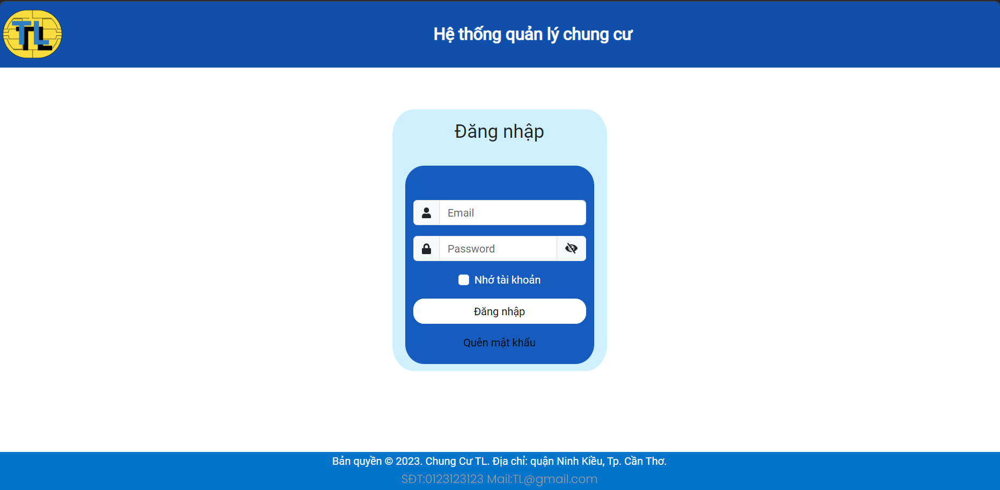 TL
Hệ thống quản lý chung cư
Đăng nhập
Email
Password
Nhớ tài khoản
Đăng nhập
Quên mật khẩu
Bản quyền © 2023. Chung Cư TL. Địa chỉ: quận Ninh Kiều, Tp. Cần Thơ.
SĐT:0123123123 Mail:TL@gmail.com